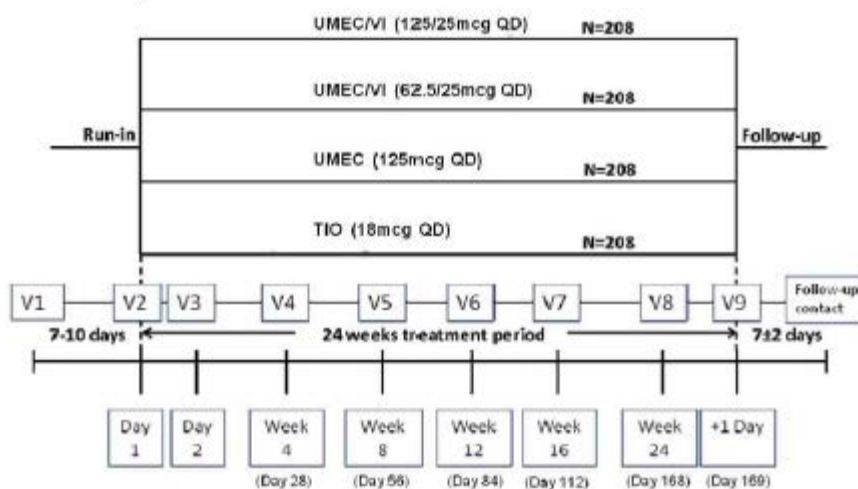 UMEC/VI (125/25mcg QD) N=208
UMEC/VI (62.5/25mcg QD)
N=208
Run-in
Follow-up
UMEC (125mcg QD)
N=208
TIO (18mcg QD) N=208
V1 V2 V3 V4 V5 V6 V7 V8 V9
Follow-up
contact
7-10 days 24 weeks treatment period 7±2 days
Day Day Week Week Week Week Week +1 Day
1 2 4 8 12 16 24
(Day 28) (Day 56) (Day 84) (Day 112) (Day 168) (Day 169)